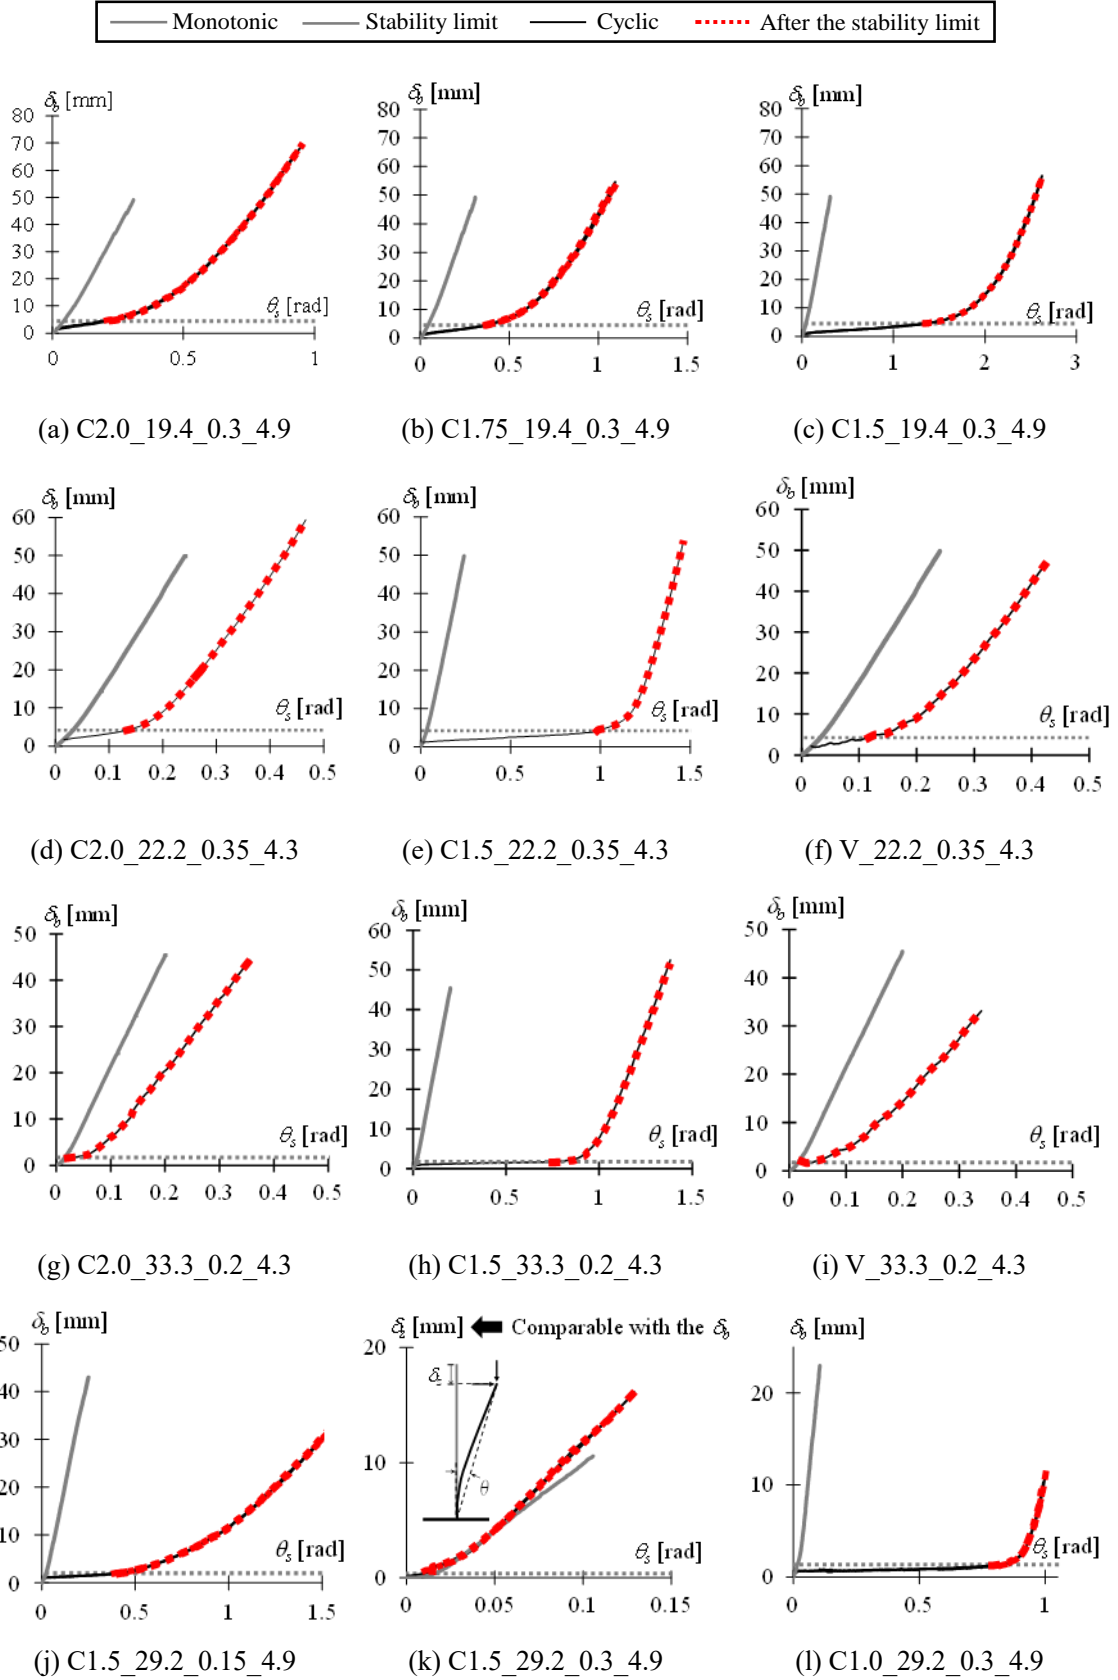 Monotonic Stability limit Cyclic After the stability limit
δb [mm] δb [mm] δb [mm]
80 80 80
70 70 70
60 60 60
50 50 50
40 40 40
30 30 30
20 20 20
10 θs [rad] 10 θs [rad] 10 θs [rad]
0 0 0
0 0.5 1 0 0.5 1 1.5 0 1 2 3
(a) C2.0_19.4_0.3_4.9 (b) C1.75_19.4_0.3_4.9 (c) C1.5_19.4_0.3_4.9
δb [mm] δb [mm] δb [mm]
60 60 60
50 50 50
40 40 40
30 30 30
20 20 20
10 θs [rad] 10 θs [rad] 10 θs [rad]
0 0 0
0 0.1 0.2 0.3 0.4 0.5 0 0.5 1 1.5 0 0.1 0.2 0.3 0.4 0.5
(d) C2.0_22.2_0.35_4.3 (e) C1.5_22.2_0.35_4.3 (f) V_22.2_0.35_4.3
δb [mm] δb [mm] δb [mm]
50 60 50
40 50 40
30 40 30
20 30 20
10 20 10
0 10 0
0
θs [rad] θs [rad] θs [rad]
0 0.1 0.2 0.3 0.4 0.5 0 0.5 1 1.5 0 0.1 0.2 0.3 0.4 0.5
(g) C2.0_33.3_0.2_4.3 (h) C1.5_33.3_0.2_4.3 (i) V_33.3_0.2_4.3
δb [mm] [mm] Comparable with the δb δb [mm]
50 20 20
40 10 10
30 0 0
20
10
0
θ
θs [rad] θs [rad] θs [rad]
0 0.5 1 1.5 0 0.05 0.1 0.15 0 0.5 1
(j) C1.5_29.2_0.15_4.9 (k) C1.5_29.2_0.3_4.9 (l) C1.0_29.2_0.3_4.9